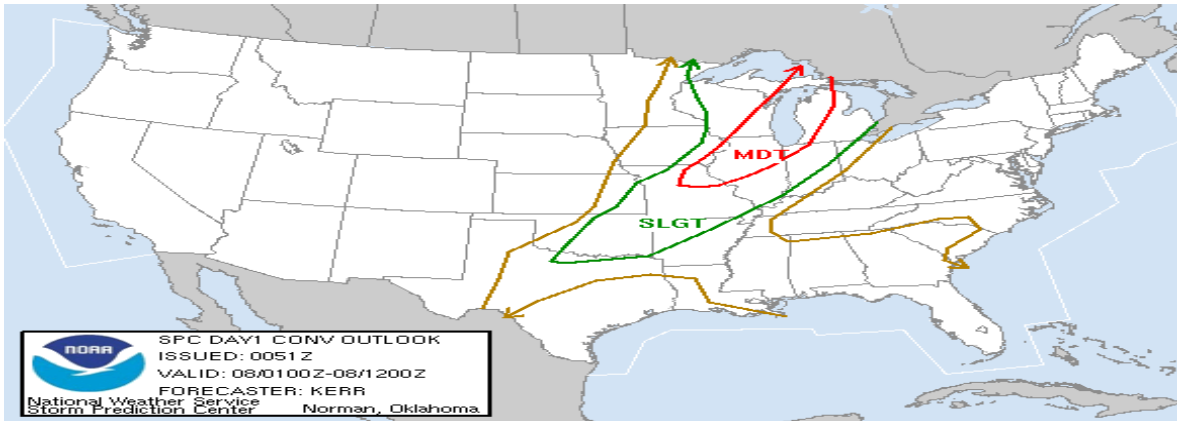 MDT
SLGT
NOAA
SPC DAY1 CONV OUTLOOK
ISSUED: 0051Z
VALID: 08/0100Z-08/1200Z
FORECASTER: KERR
National Weather Service
Storm Prediction Center Norman, Oklahoma